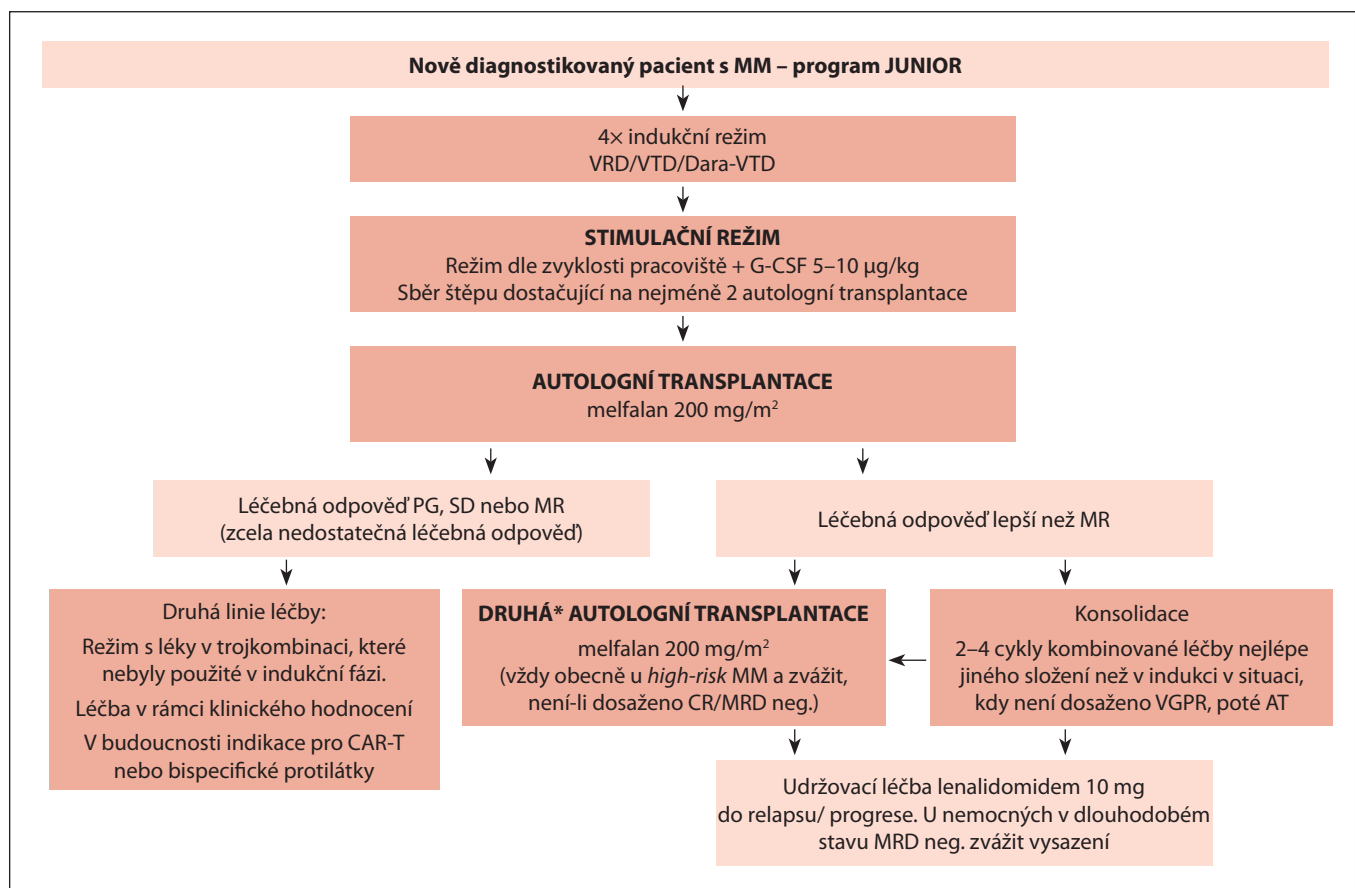 Nově diagnostikovaný pacient s MM – program JUNIOR
4× indukční režim
VRD/VTD/Dara-VTD
STIMULAČNÍ REŽIM
Režim dle zvyklosti pracoviště + G-CSF 5–10 µg/kg
Sběr štěpu dostačující na nejméně 2 autologní transplantace
AUTOLOGNÍ TRANSPLANTACE
melfalan 200 mg/m²
Léčebná odpověď PG, SD nebo MR
(zcela nedostatečná léčebná odpověď)
Léčebná odpověď lepší než MR
Druhá linie léčby:
Režim s léky v trojkombinaci, které
nebyly použité v indukční fázi.
Léčba v rámci klinického hodnocení
V budoucnosti indikace pro CAR-T
nebo bispecifické protilátky
DRUHÁ* AUTOLOGNÍ TRANSPLANTACE
melfalan 200 mg/m²
(vždy obecně u high-risk MM a zvážit,
není-li dosaženo CR/MRD neg.)
Konsolidace
2–4 cykly kombinované léčby nejlépe
jiného složení než v indukci v situaci,
kdy není dosaženo VGPR, poté AT
Udržovací léčba lenalidomidem 10 mg
do relapsu/ progrese. U nemocných v dlouhodobém
stavu MRD neg. zvážit vysazení